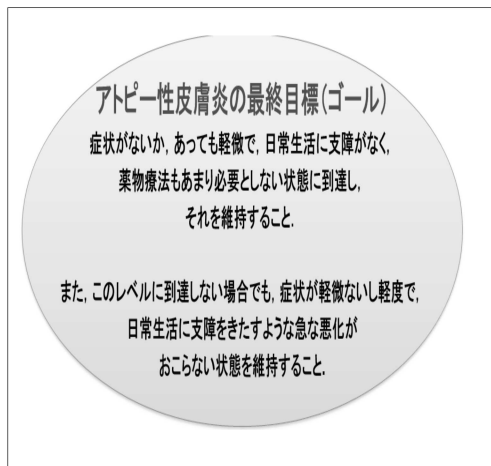 アトピー性皮膚炎の最終目標(ゴール)
症状がないか, あっても軽微で, 日常生活に支障がなく,
薬物療法もあまり必要としない状態に到達し,
それを維持すること.
また, このレベルに到達しない場合でも, 症状が軽微ないし軽度で,
日常生活に支障をきたすような急な悪化が
おこらない状態を維持すること.